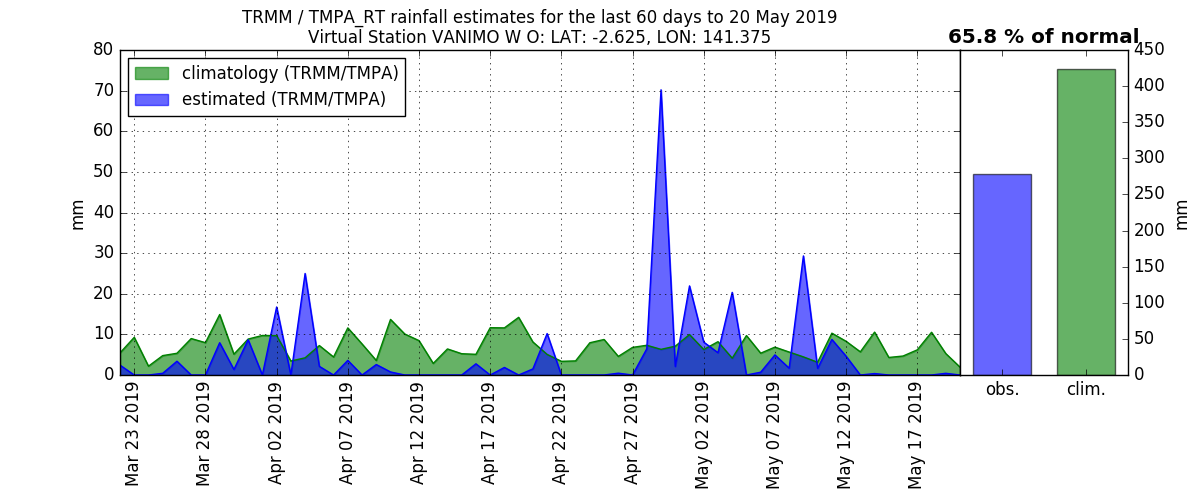 TRMM / TMPA_RT rainfall estimates for the last 60 days to 20 May 2019
Virtual Station VANIMO W O: LAT: -2.625, LON: 141.375
65.8 % of normal
climatology (TRMM/TMPA)
estimated (TRMM/TMPA)
80
70
60
50
40
30
20
10
0
mm
Mar 23 2019
Mar 28 2019
Apr 02 2019
Apr 07 2019
Apr 12 2019
Apr 17 2019
Apr 22 2019
Apr 27 2019
May 02 2019
May 07 2019
May 12 2019
May 17 2019
obs.
clim.
450
400
350
300
250
200
150
100
50
0
mm